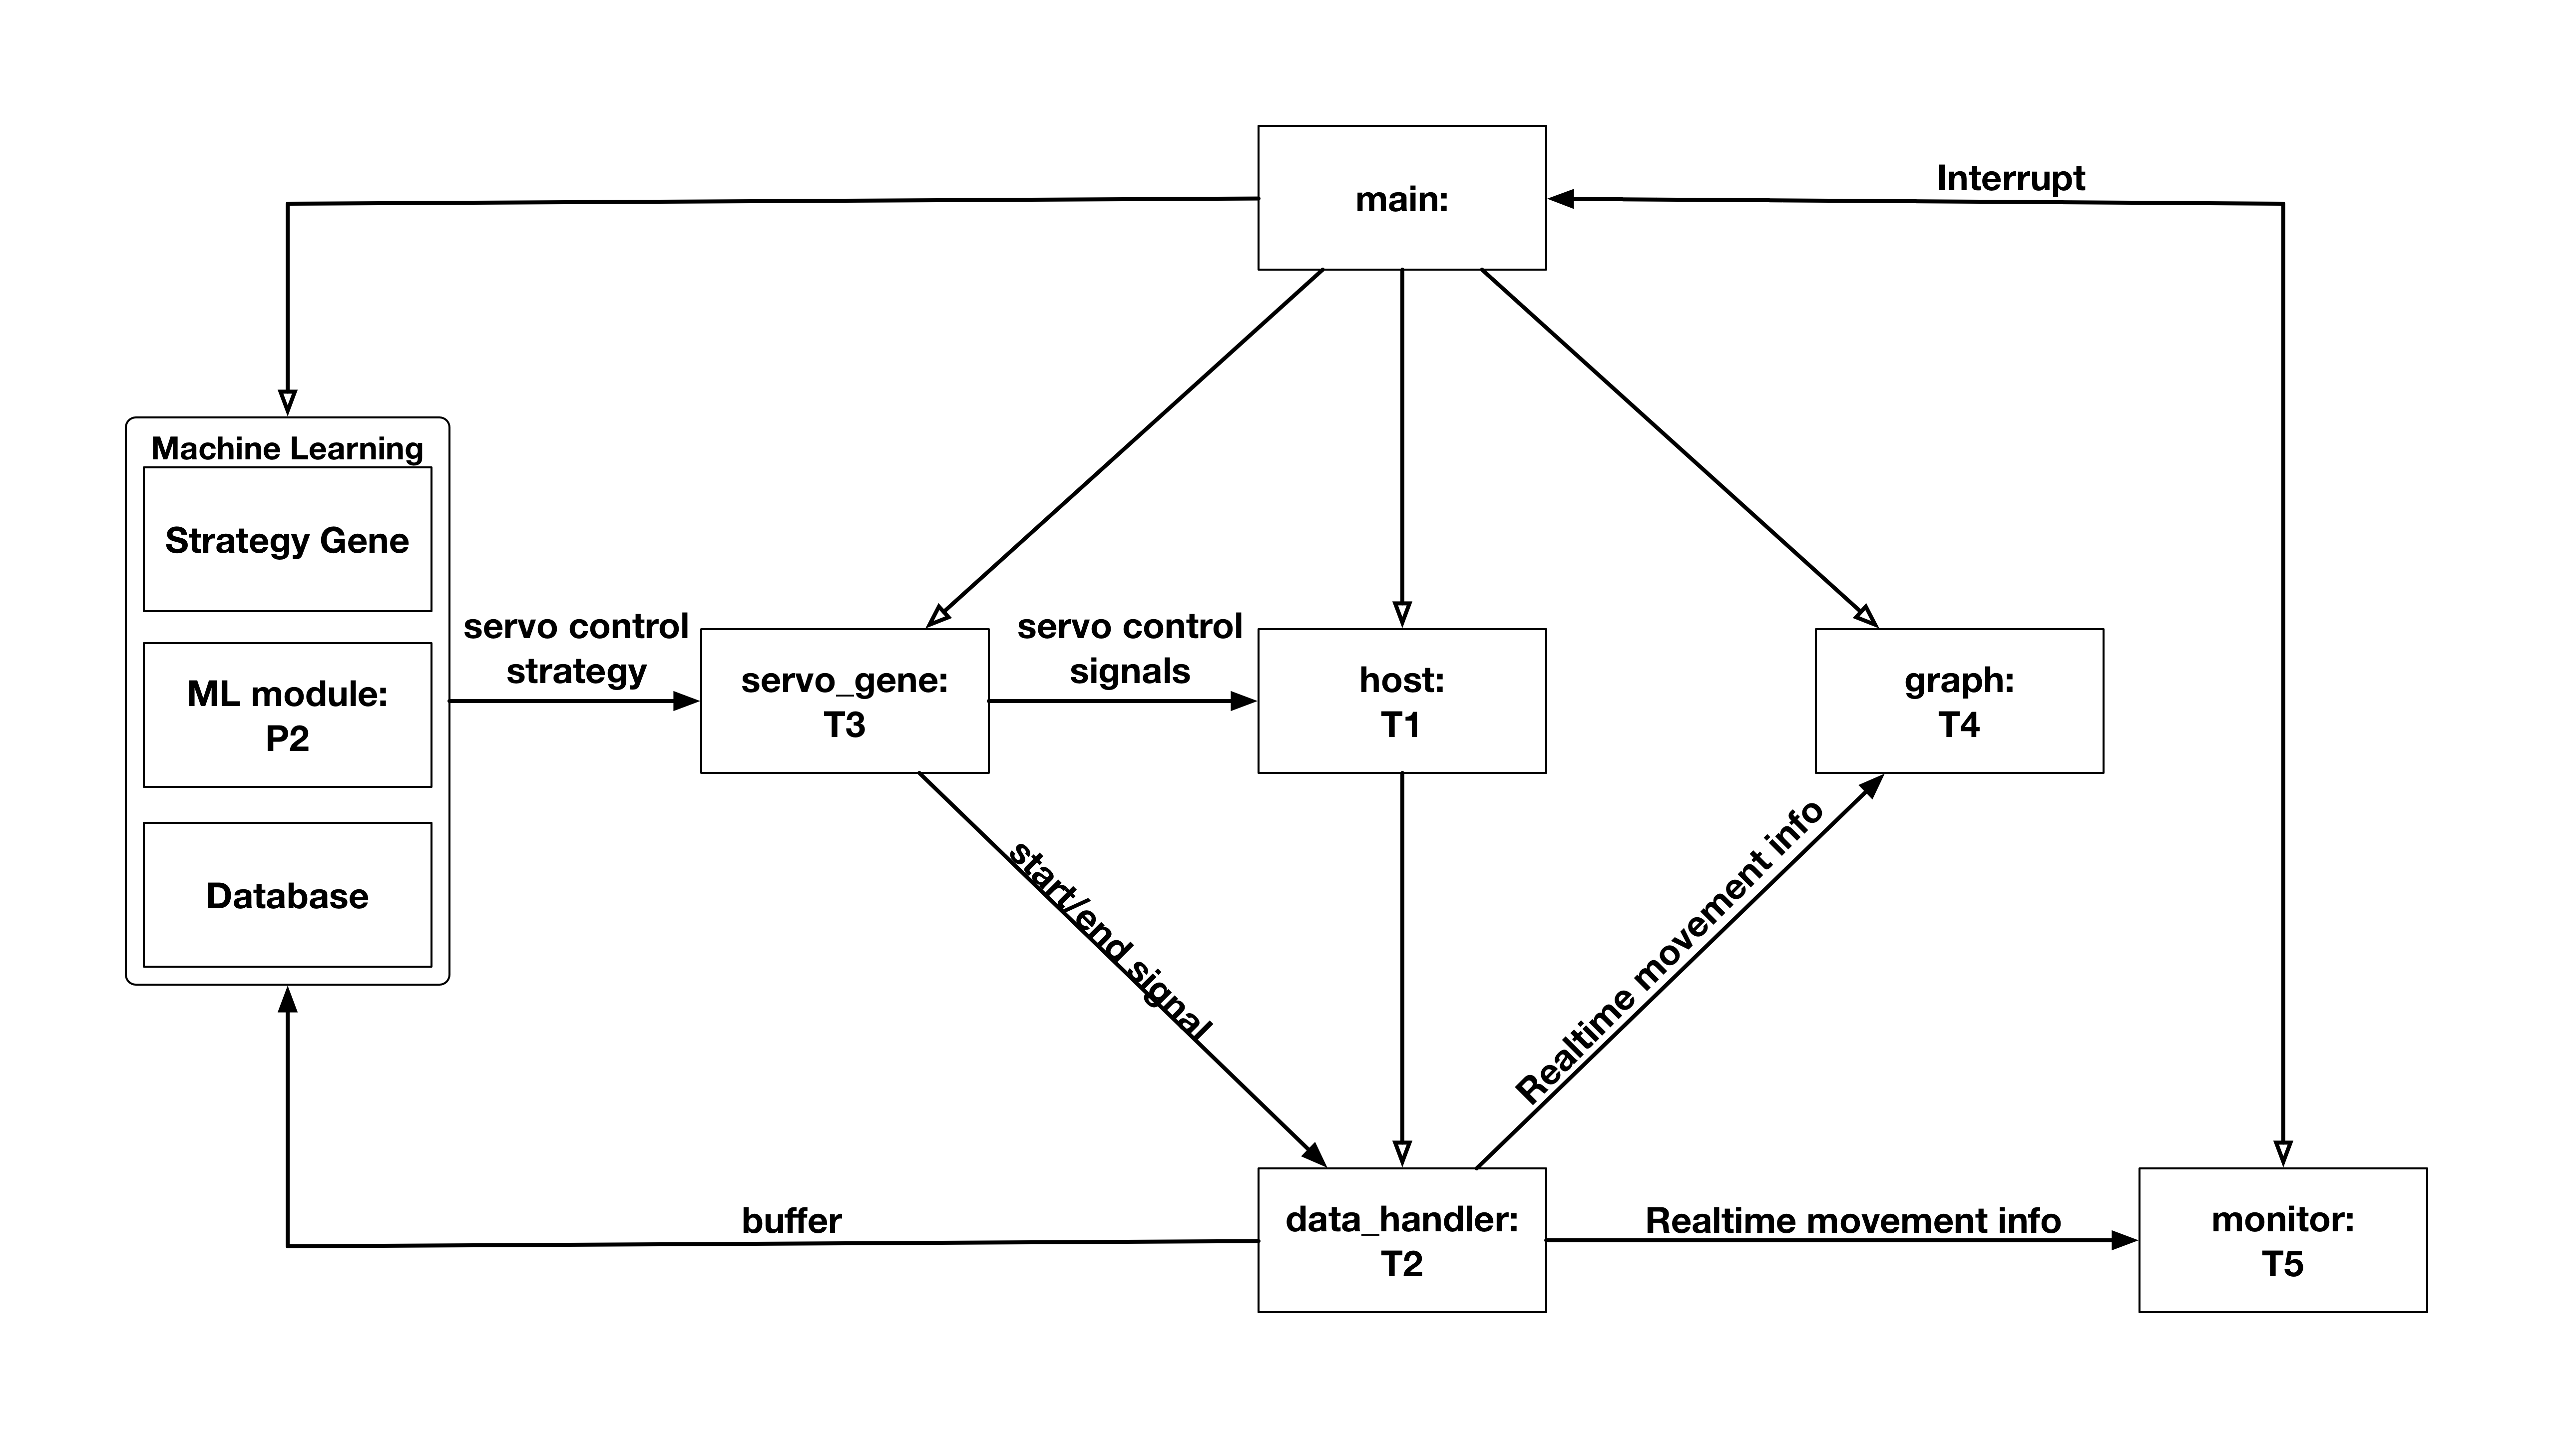 main:
Interrupt
Machine Learning
Strategy Gene
ML module:
P2
Database
servo control
strategy
servo_gene:
T3
servo control
signals
host:
T1
graph:
T4
start/end signal
Realtime movement info
buffer
data_handler:
T2
Realtime movement info
monitor:
T5